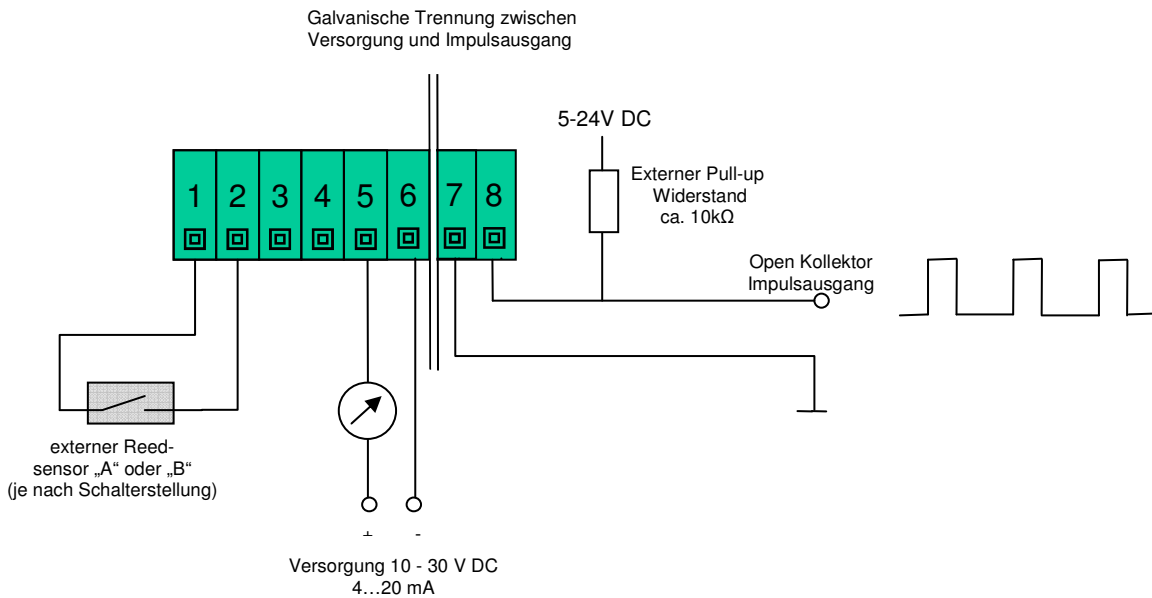 Galvanische Trennung zwischen
Versorgung und Impulsausgang
5-24V DC
Externer Pull-up
Widerstand
ca. 10kΩ
1 2 3 4 5 6 7 8
Open Kollektor
Impulsausgang
externer Reed-
sensor „A“ oder „B“
(je nach Schalterstellung)
+ -
Versorgung 10 - 30 V DC
4…20 mA